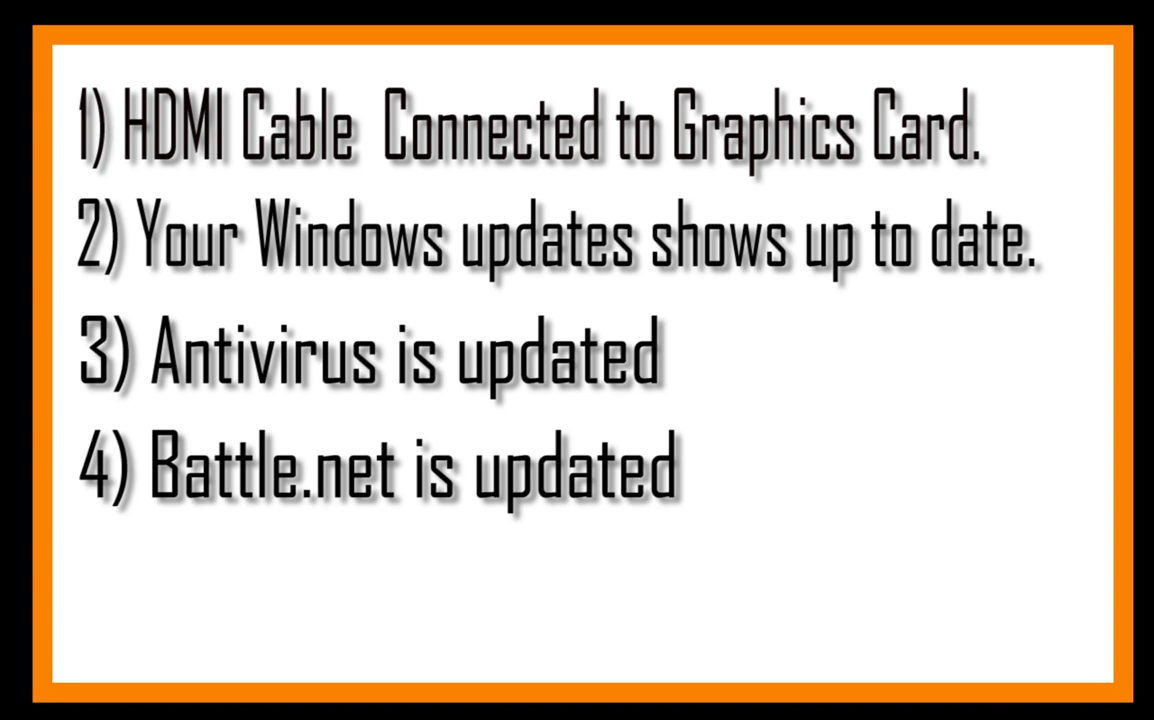 1) HDMI Cable Connected to Graphics Card.
2) Your Windows updates shows up to date.
3) Antivirus is updated
4) Battle.net is updated